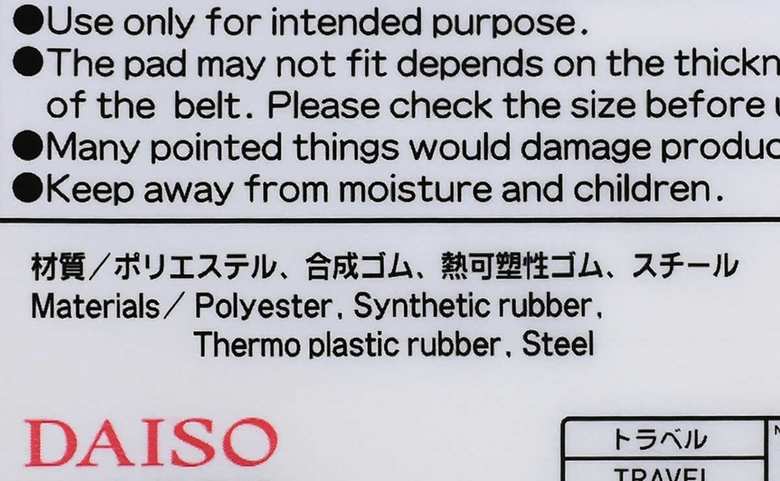 ●Use only for intended purpose.
●The pad may not fit depends on the
of the belt. Please check the size before
●Many pointed things would damage
●Keep away from moisture and children.
材質／ポリエステル、合成ゴム、熱可塑性ゴム、スチール
Materials／Polyester, Synthetic rubber,
Thermo plastic rubber, Steel
DAISO
トラベル
TRAVEL